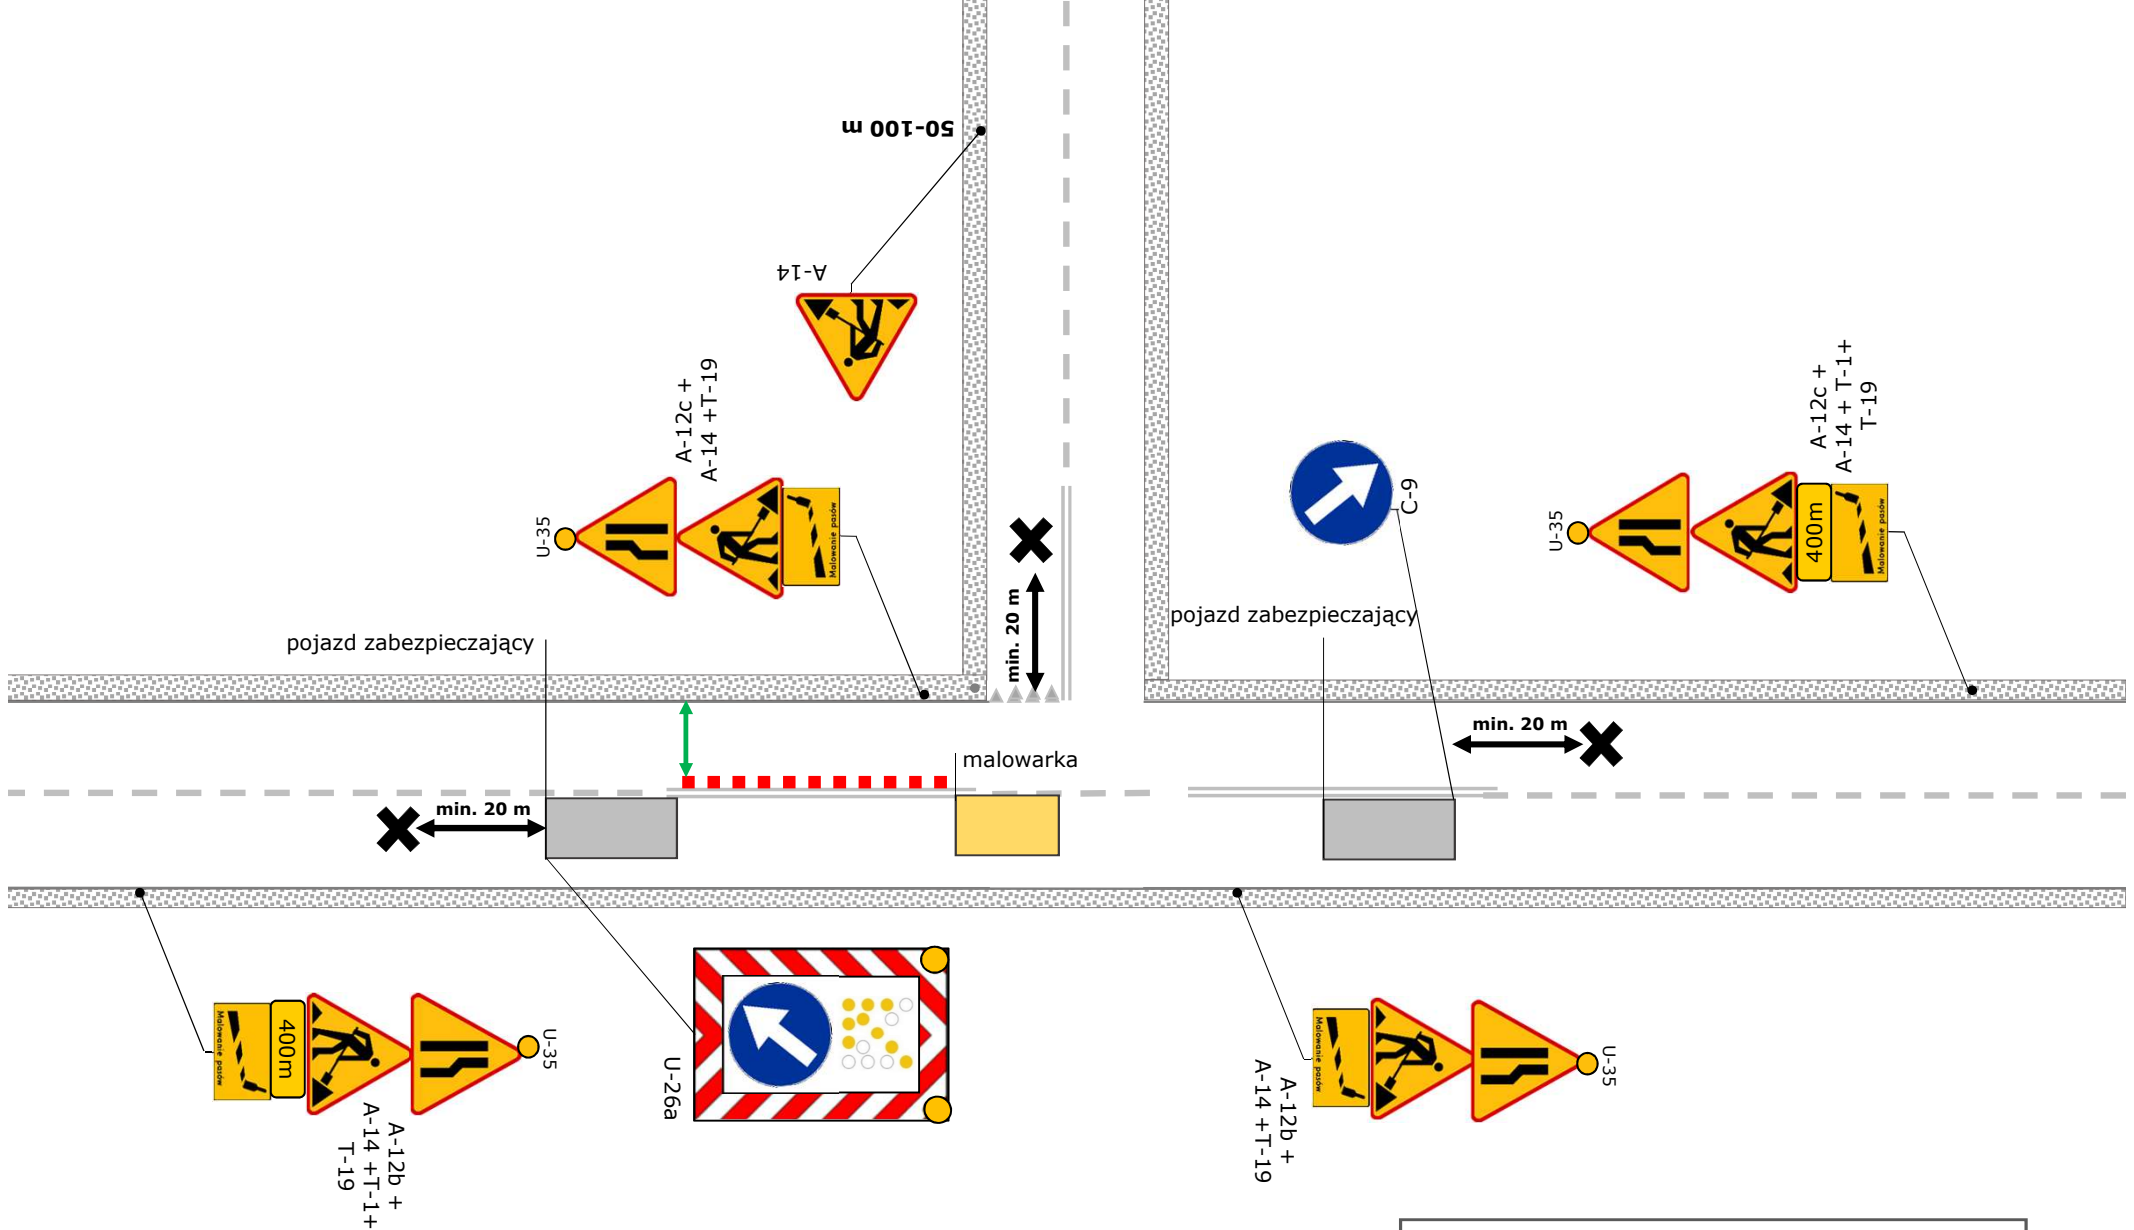 50-100 m
A-14
A-12c +
A-14 +T-19
U-35
Malowanie pasów
min. 20 m
C-9
A-12c +
A-14 + T-1+
T-19
U-35
400m
Malowanie pasów
pojazd zabezpieczający
pojazd zabezpieczający
min. 20 m
malowarka
min. 20 m
Malowanie pasów
400m
U-35
A-12b +
A-14 +T-1+
T-19
U-26a
Malowanie pasów
U-35
A-12b +
A-14 +T-19